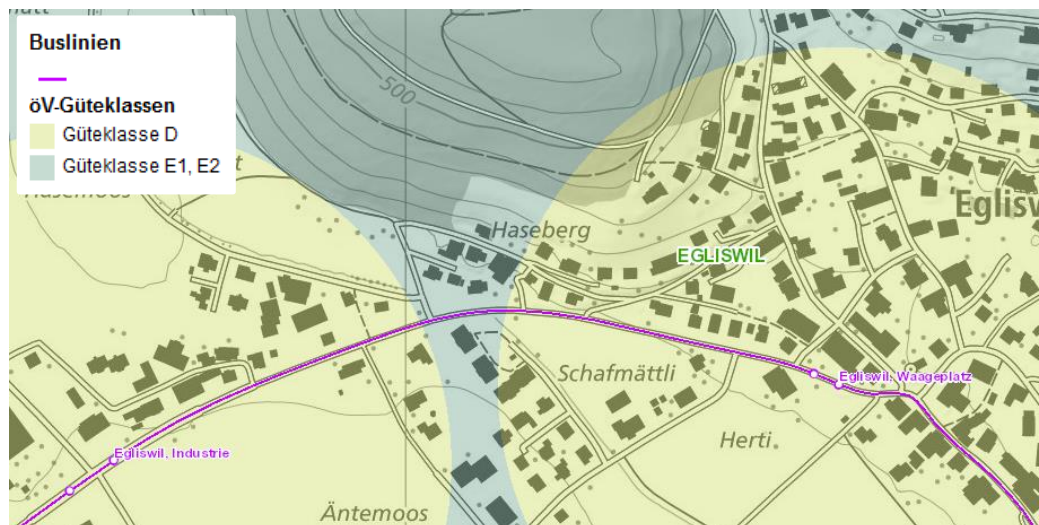 Buslinien
öV-Güteklassen
Güteklasse D
Güteklasse E1, E2
500
Haseberg
EGLISWIL
Schafmättli
Egliswil, Waageplatz
Herti
Egliswil, Industrie
Äntemoos